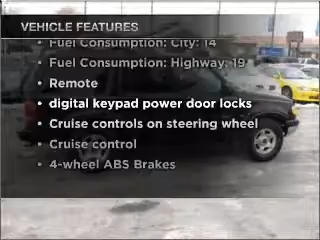 VEHICLE FEATURES
• Fuel Consumption: City: 14
• Fuel Consumption: Highway: 19
• Remote
• digital keypad power door locks
• Cruise controls on steering wheel
• Cruise control
• 4-wheel ABS Brakes